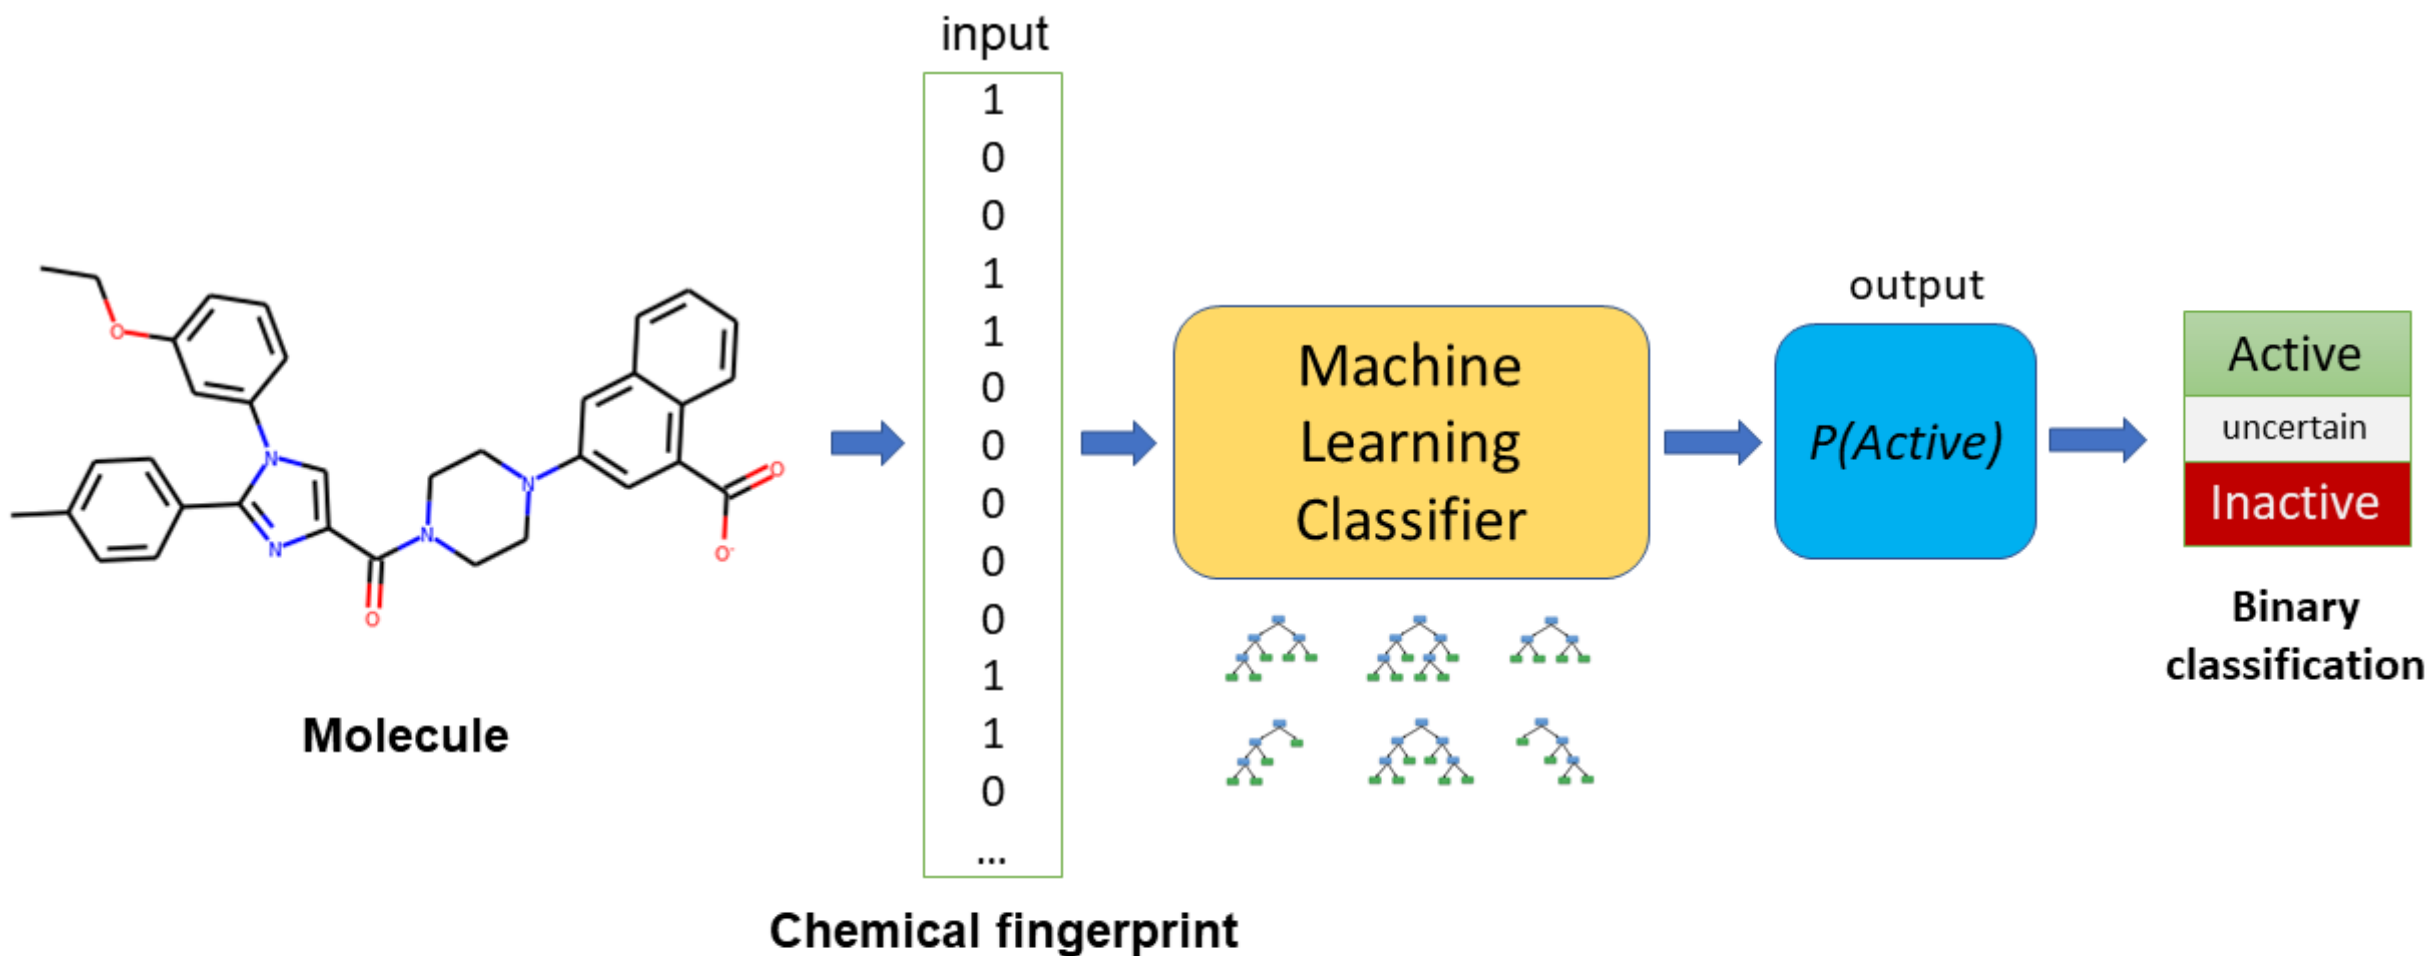 input
1
0
0
1
1
0
0
0
0
0
1
1
0
...
Chemical fingerprint
O
N
N
O
N
N
O
O-
Molecule
Machine
Learning
Classifier
output
P(Active)
Active
uncertain
Inactive
Binary
classification